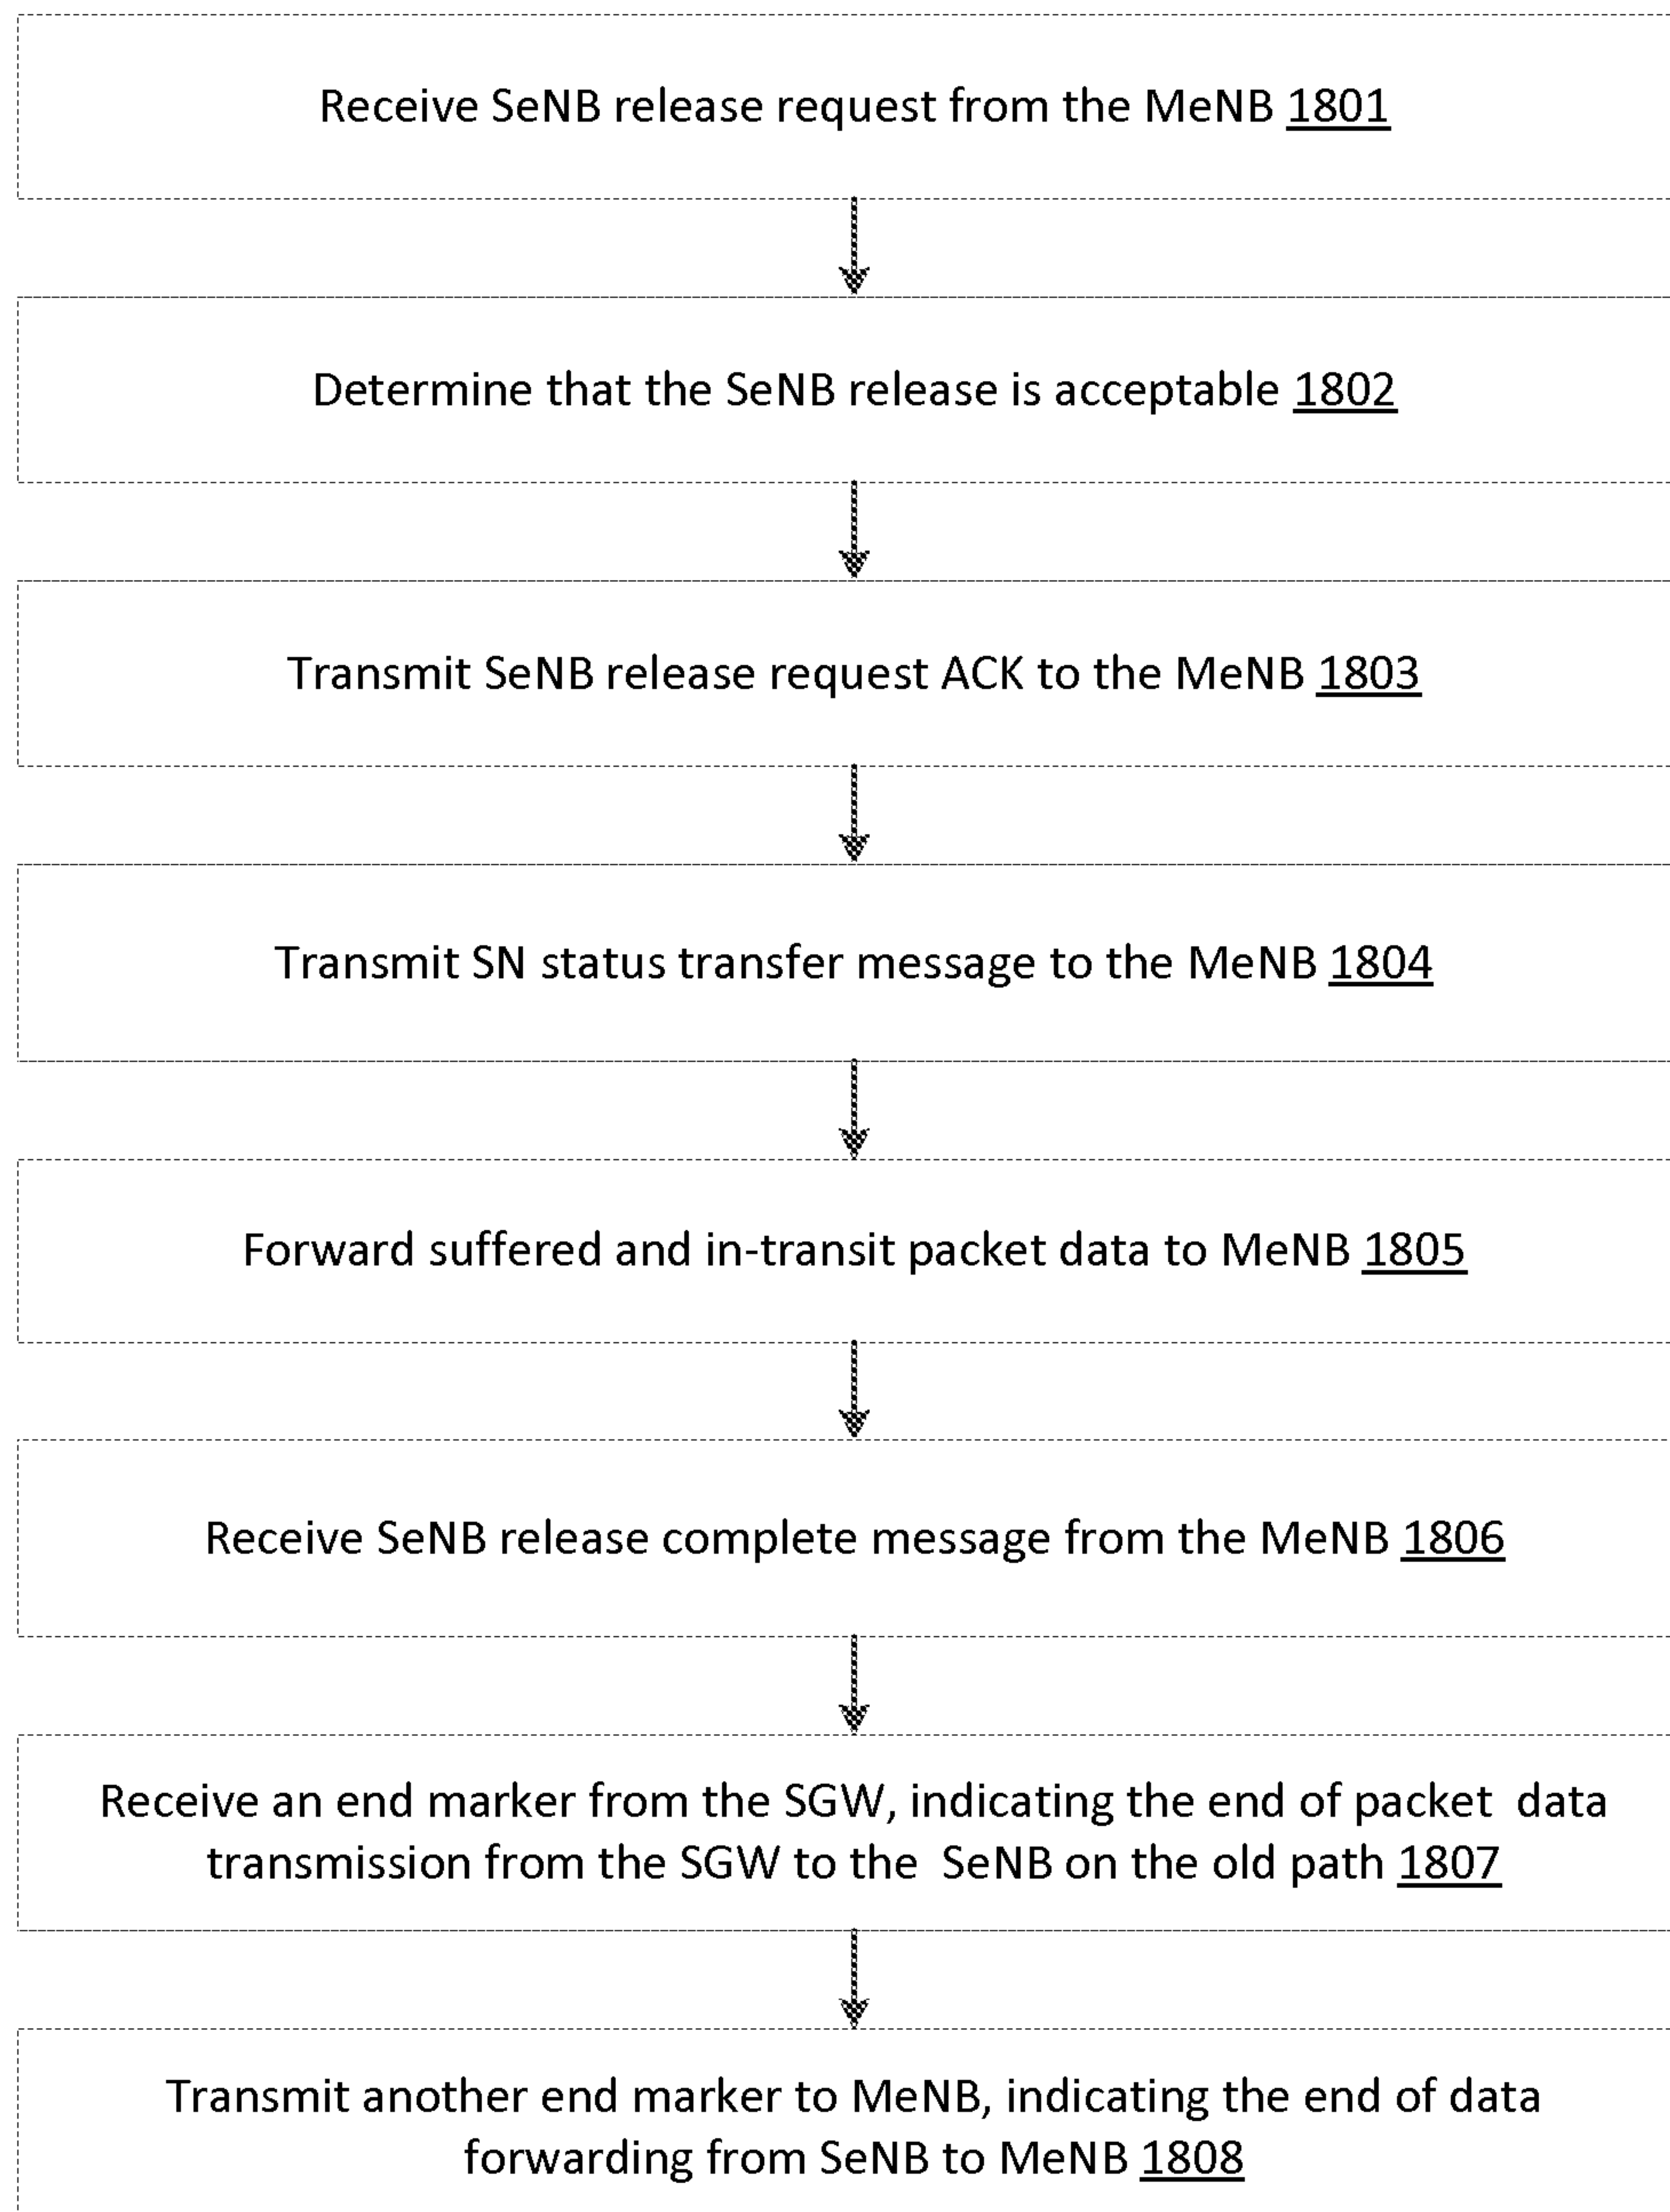 Receive SeNB release request from the MeNB 1801
Determine that the SeNB release is acceptable 1802
Transmit SeNB release request ACK to the MeNB 1803
Transmit SN status transfer message to the MeNB 1804
Forward suffered and in-transit packet data to MeNB 1805
Receive SeNB release complete message from the MeNB 1806
Receive an end marker from the SGW, indicating the end of packet data
transmission from the SGW to the SeNB on the old path 1807
Transmit another end marker to MeNB, indicating the end of data
forwarding from SeNB to MeNB 1808